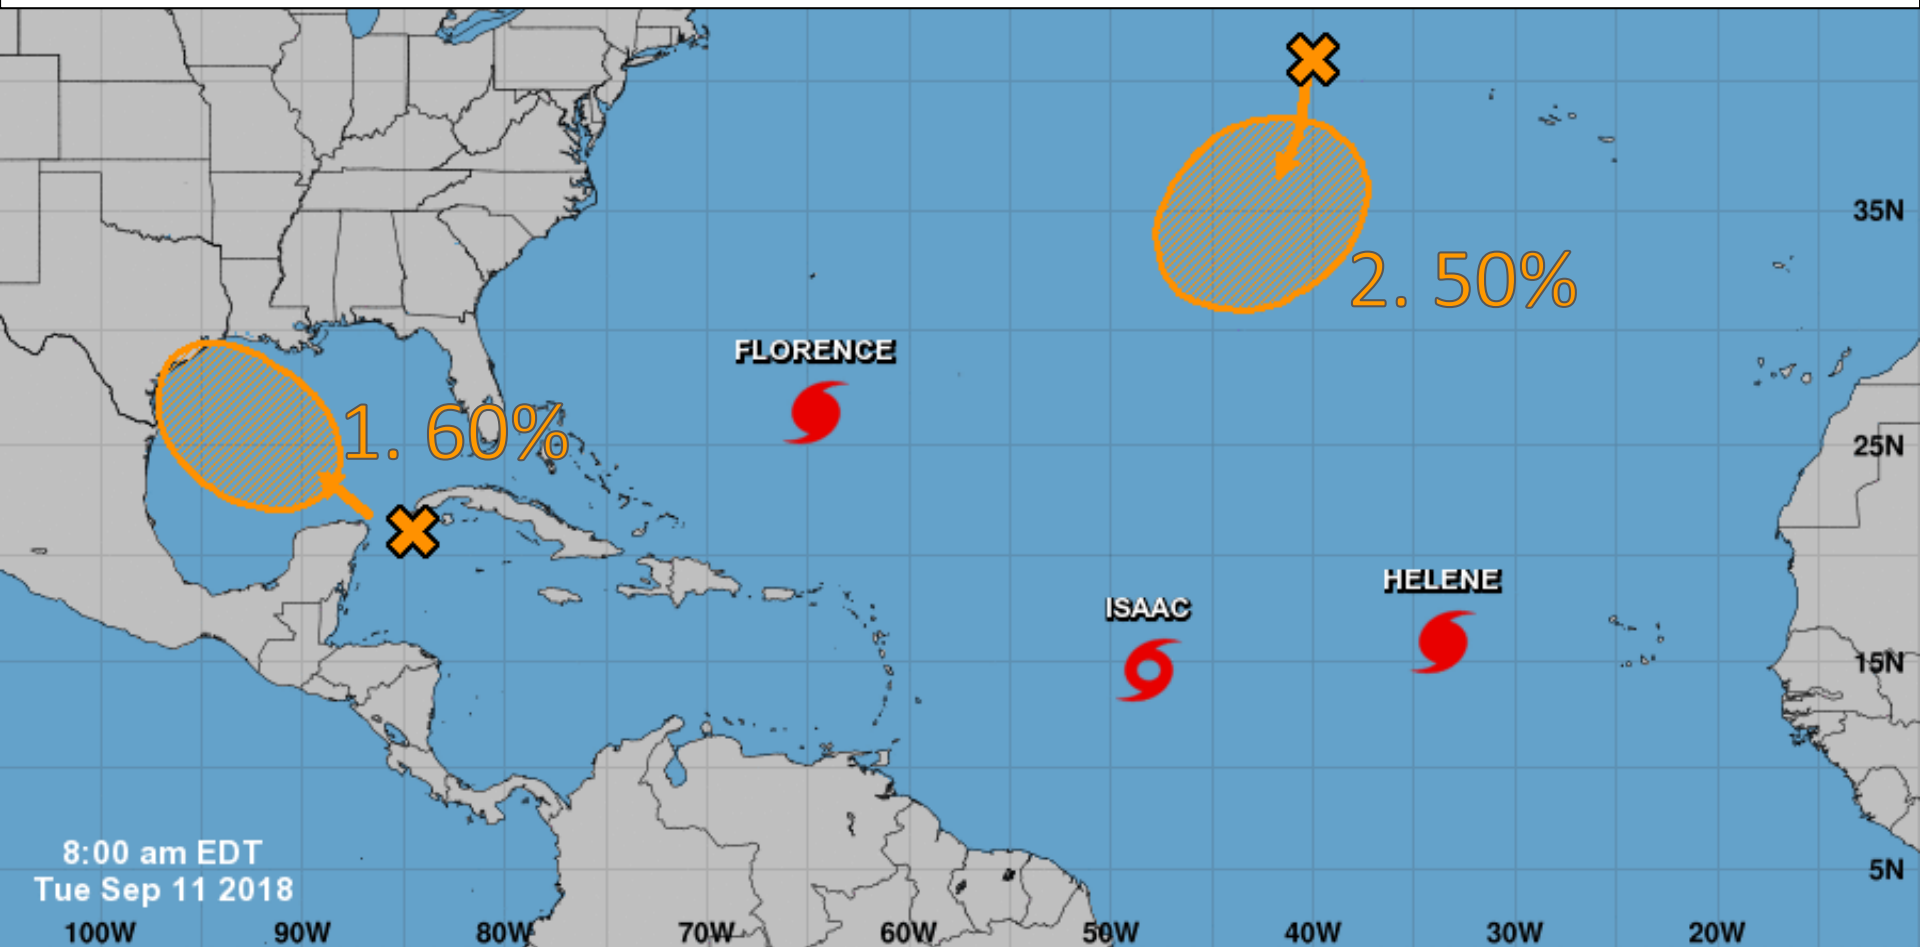 2. 50%
35N
FLORENCE
1. 60%
25N
HELENE
ISAAC
15N
8:00 am EDT
Tue Sep 11 2018
5N
100W 90W 80W 70W 60W 50W 40W 30W 20W